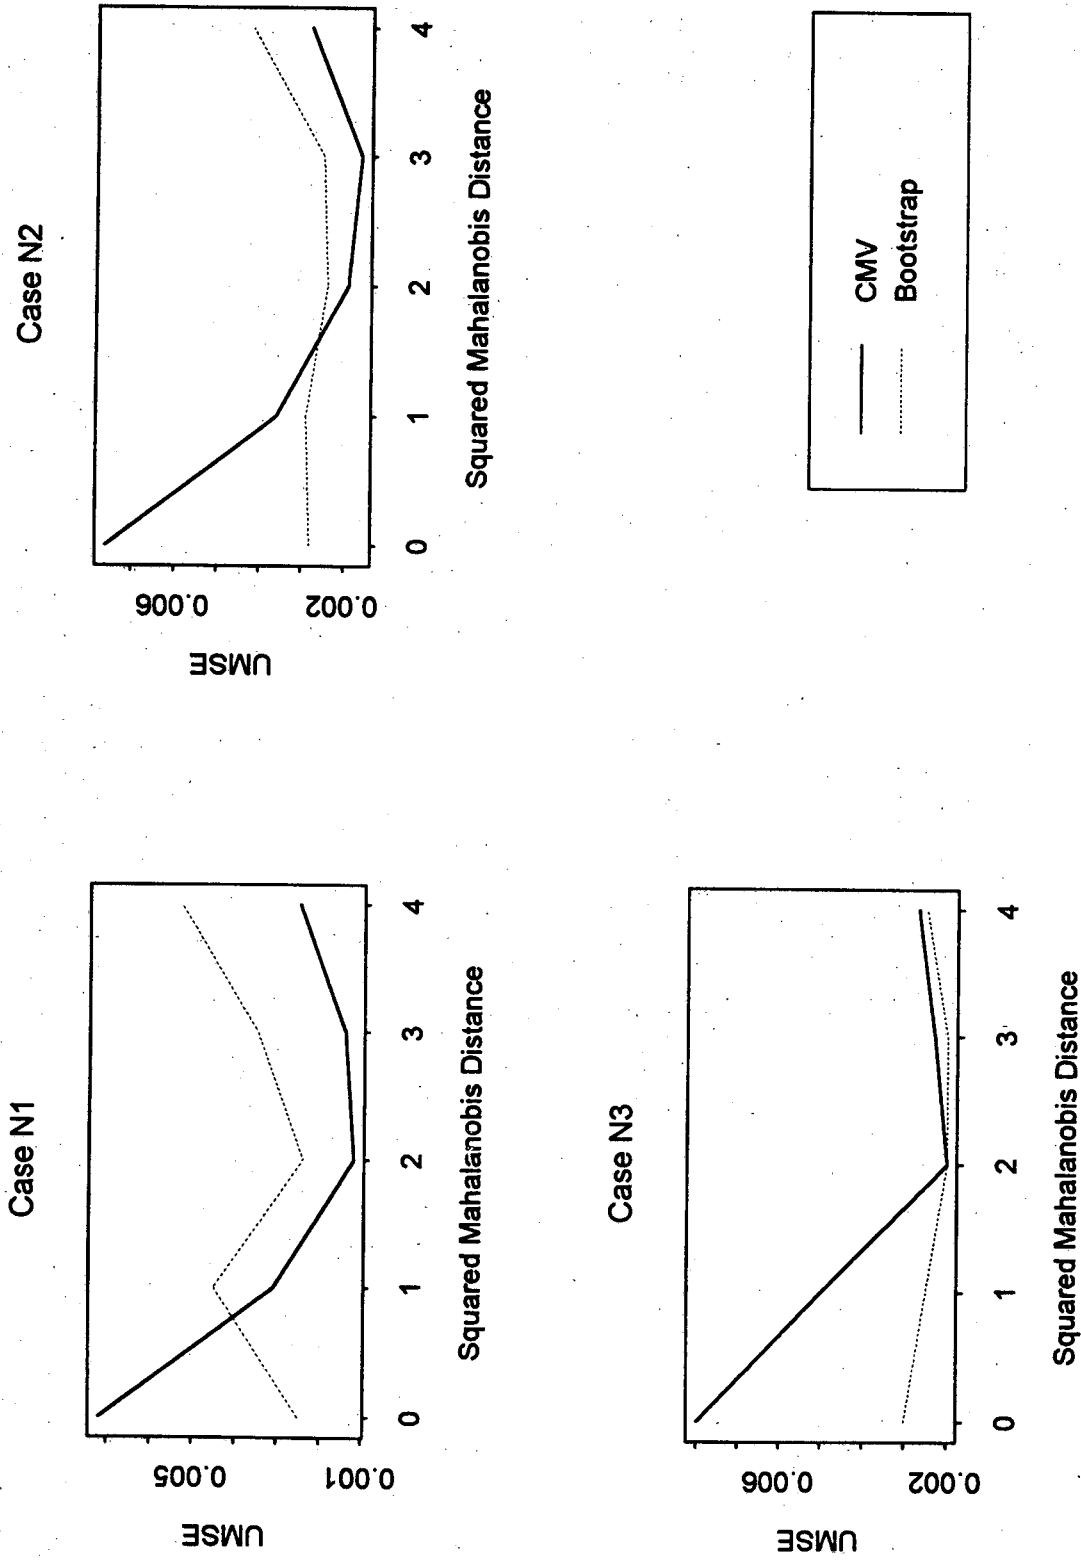 Case N1
UMSE
0.005
0.001
0 1 2 3 4
Squared Mahalanobis Distance
Case N2
UMSE
0.006
0.002
0 1 2 3 4
Squared Mahalanobis Distance
Case N3
UMSE
0.006
0.002
0 1 2 3 4
Squared Mahalanobis Distance
CMV
Bootstrap